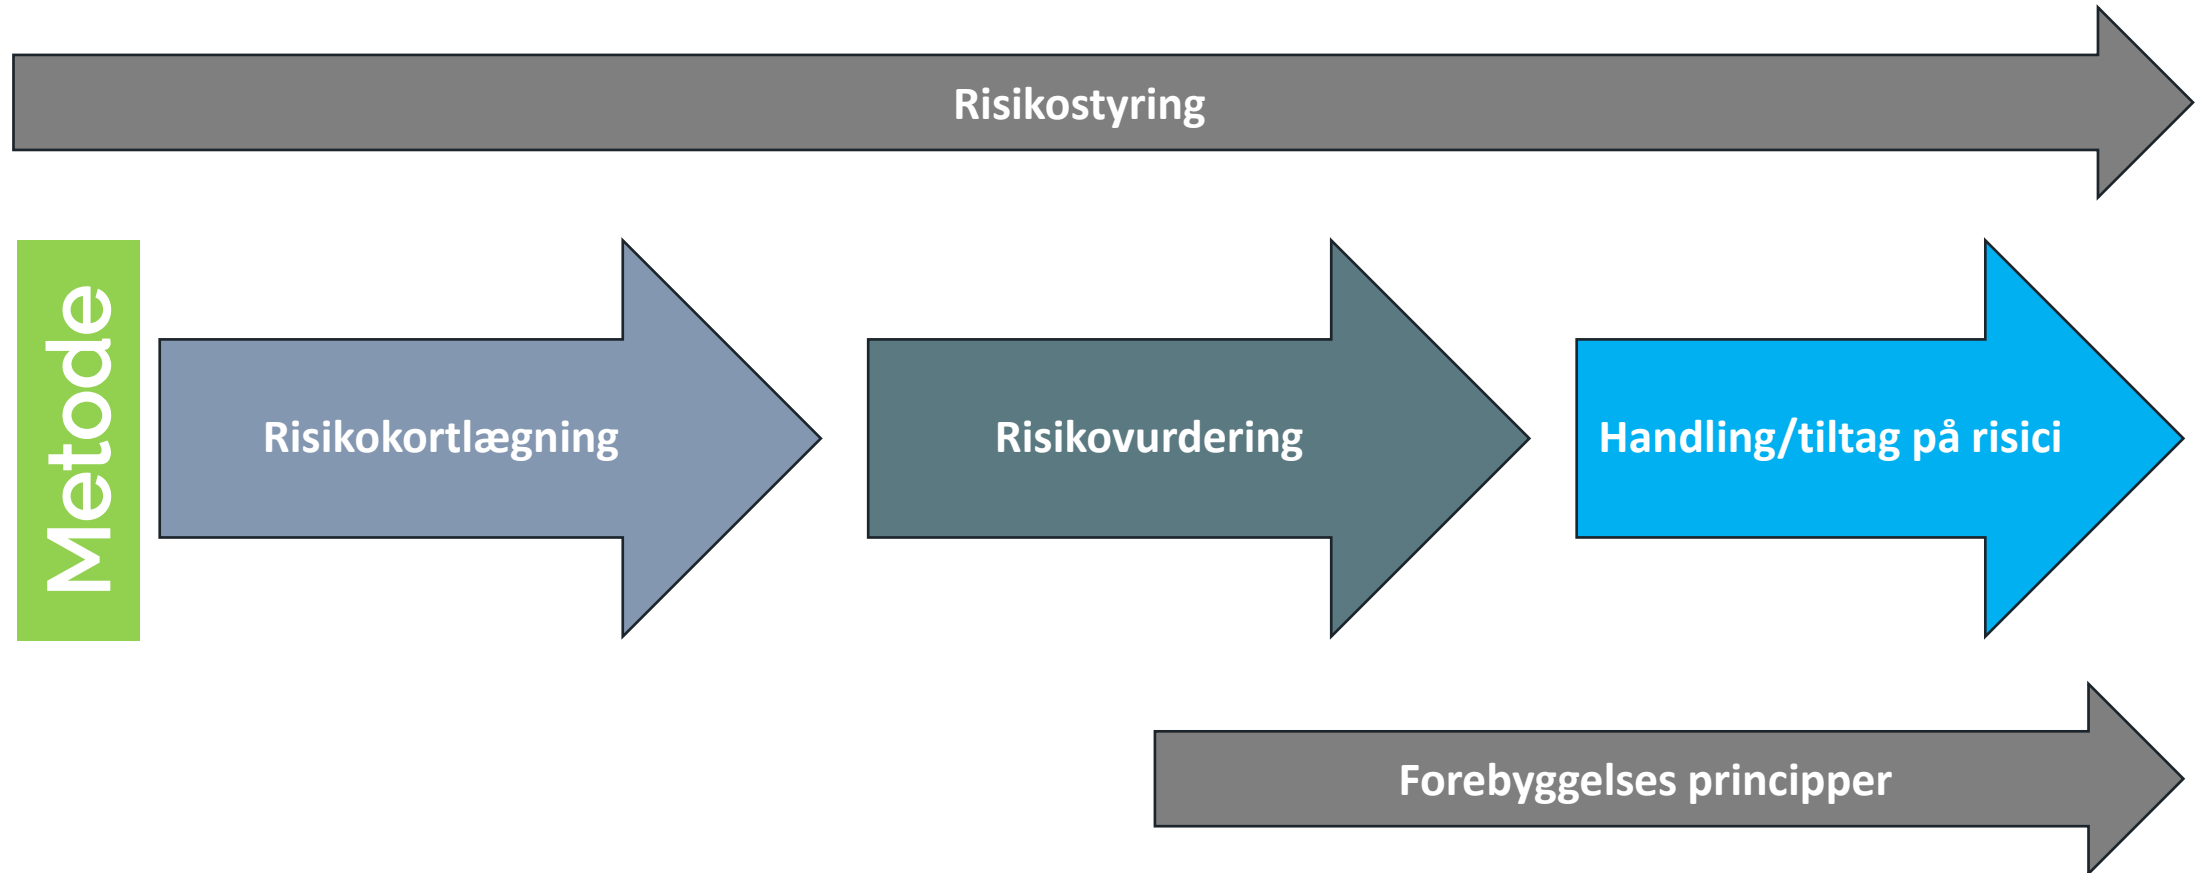 Risikostyring
Metode
Risikokortlægning
Risikovurdering
Handling/tiltag på risici
Forebyggelses principper